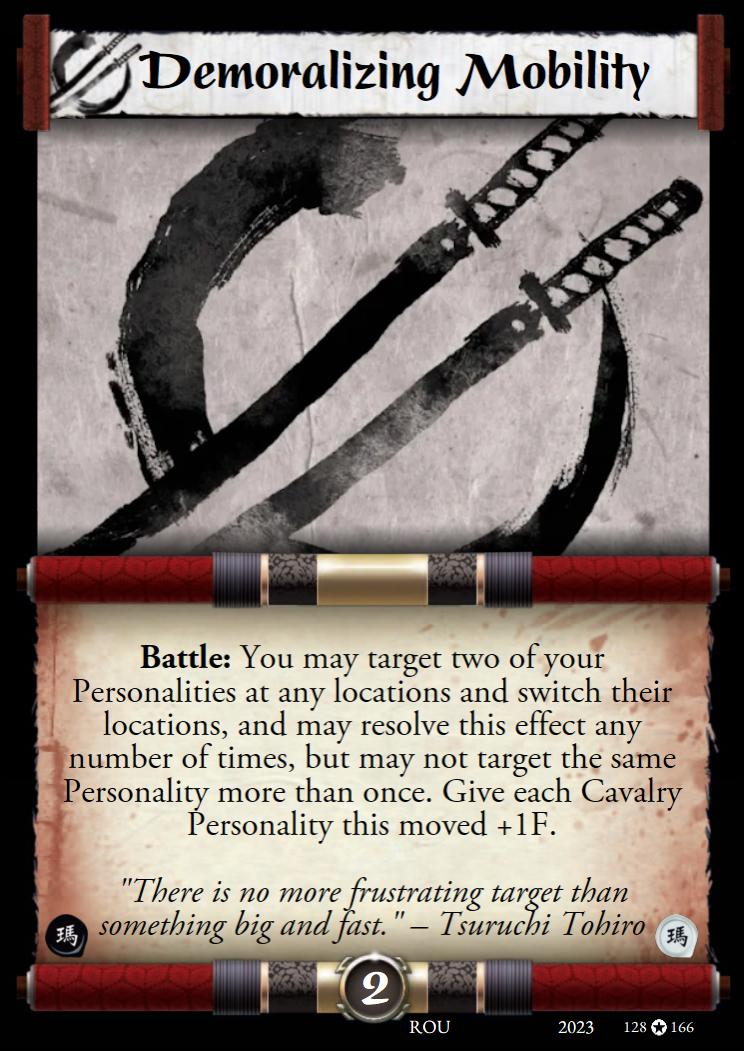 Demoralizing Mobility
Battle: You may target two of your
Personalities at any locations and switch their
locations, and may resolve this effect any
number of times, but may not target the same
Personality more than once. Give each Cavalry
Personality this moved +1F.
"There is no more frustrating target than
something big and fast." – Tsuruchi Tohiro
瑪 瑪
2
ROU 2023 128 166